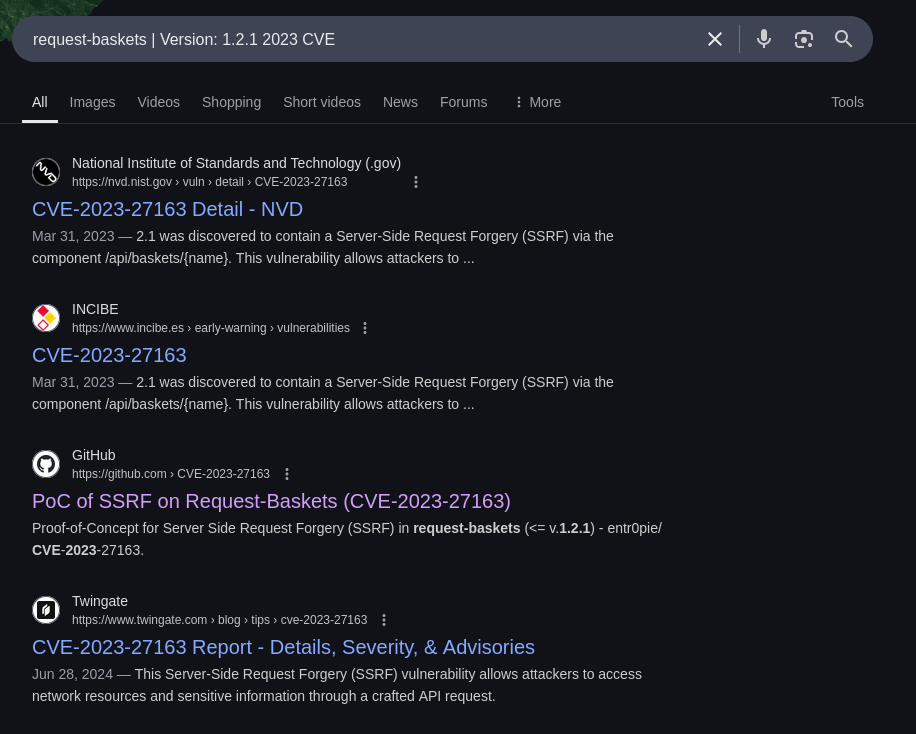 request-baskets | Version: 1.2.1 2023 CVE
All Images Videos Shopping Short videos News Forums More Tools
National Institute of Standards and Technology (.gov)
https://nvd.nist.gov › vuln › detail › CVE-2023-27163
CVE-2023-27163 Detail - NVD
Mar 31, 2023 — 2.1 was discovered to contain a Server-Side Request Forgery (SSRF) via the
component /api/baskets/{name}. This vulnerability allows attackers to ...
INCIBE
https://www.incibe.es › early-warning › vulnerabilities
CVE-2023-27163
Mar 31, 2023 — 2.1 was discovered to contain a Server-Side Request Forgery (SSRF) via the
component /api/baskets/{name}. This vulnerability allows attackers to ...
GitHub
https://github.com › CVE-2023-27163
PoC of SSRF on Request-Baskets (CVE-2023-27163)
Proof-of-Concept for Server Side Request Forgery (SSRF) in request-baskets (<= v.1.2.1) - entr0pie/
CVE-2023-27163.
Twingate
https://www.twingate.com › blog › tips › cve-2023-27163
CVE-2023-27163 Report - Details, Severity, & Advisories
Jun 28, 2024 — This Server-Side Request Forgery (SSRF) vulnerability allows attackers to access
network resources and sensitive information through a crafted API request.